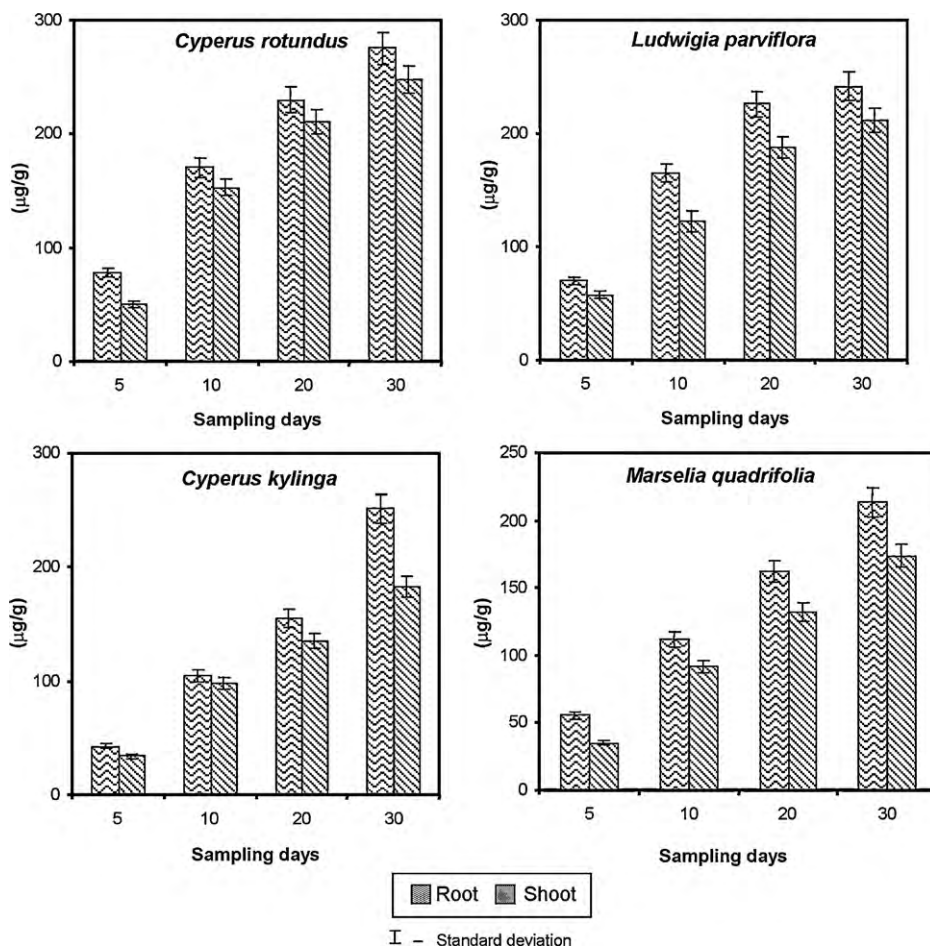 Cyperus rotundus
300
200
100
0
(µg/g)
5 10 20 30
Sampling days
Ludwigia parviflora
300
200
100
0
(µg/g)
5 10 20 30
Sampling days
Cyperus kylinga
300
200
100
0
(µg/g)
5 10 20 30
Sampling days
Marselia quadrifolia
250
200
150
100
50
0
(µg/g)
5 10 20 30
Sampling days
Root Shoot
I – Standard deviation